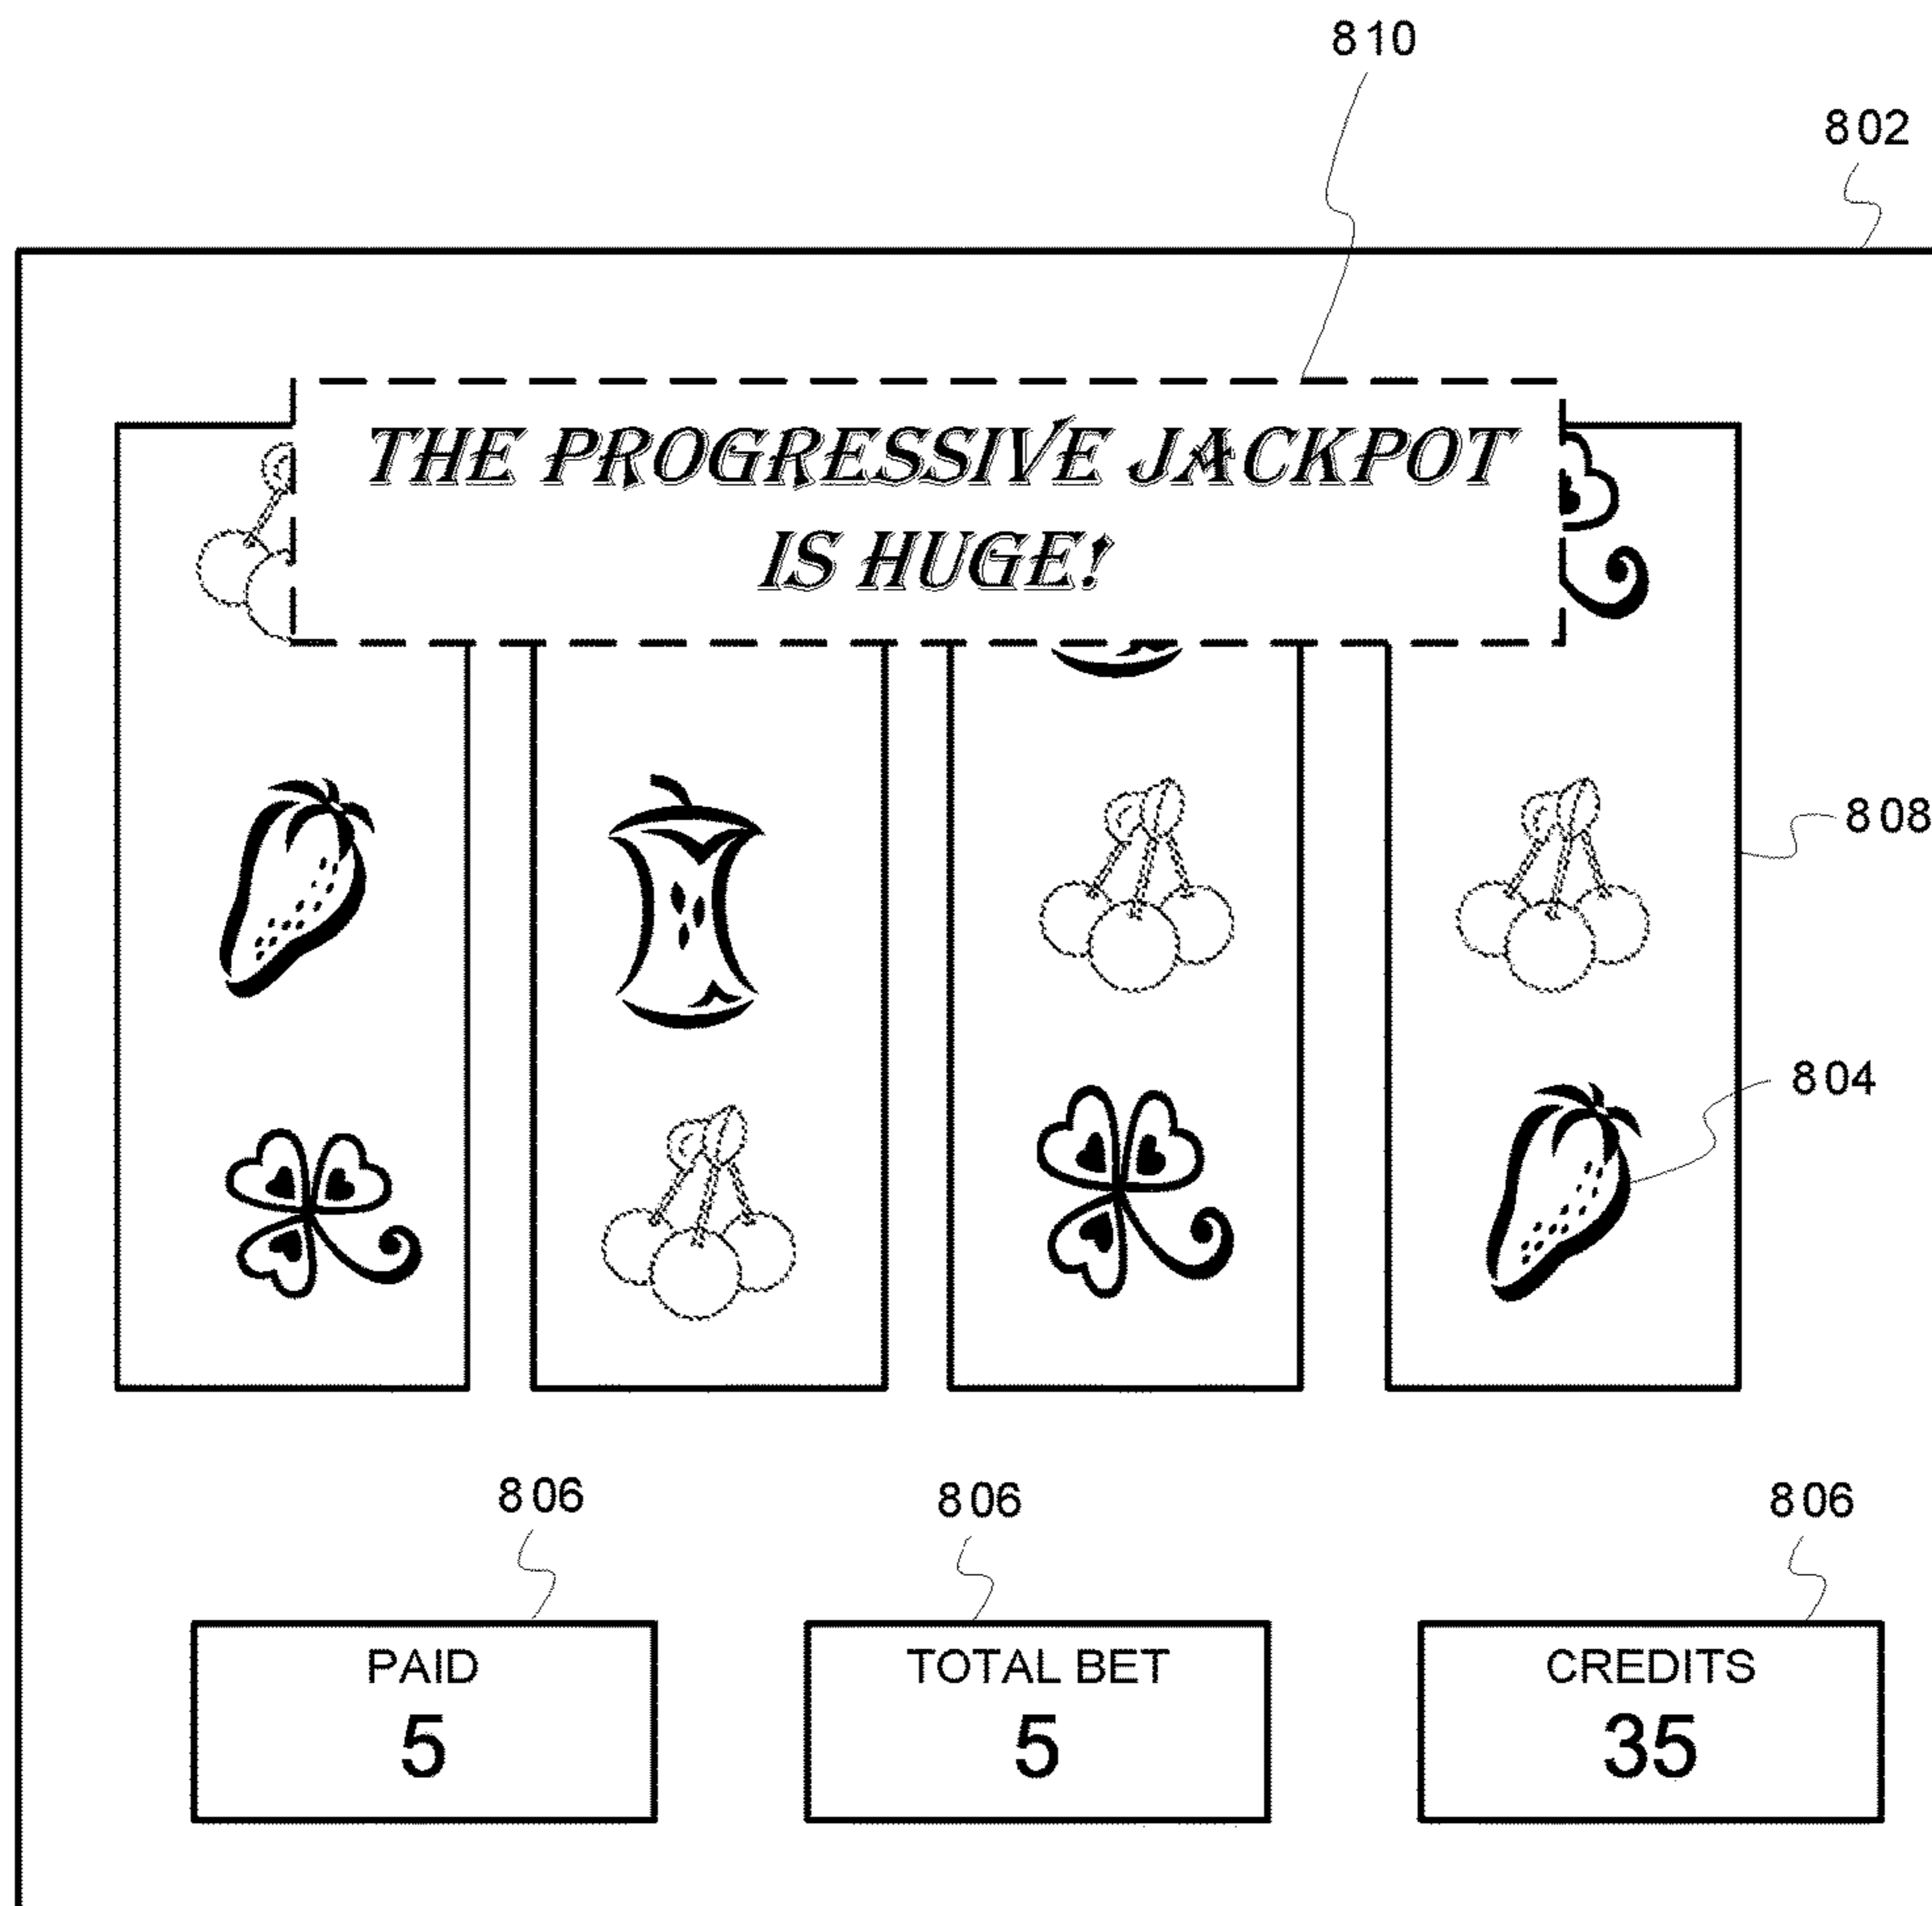 810
802
THE PROGRESSIVE JACKPOT
IS HUGE!
808
804
806 806 806
PAID TOTAL BET CREDITS
5 5 35